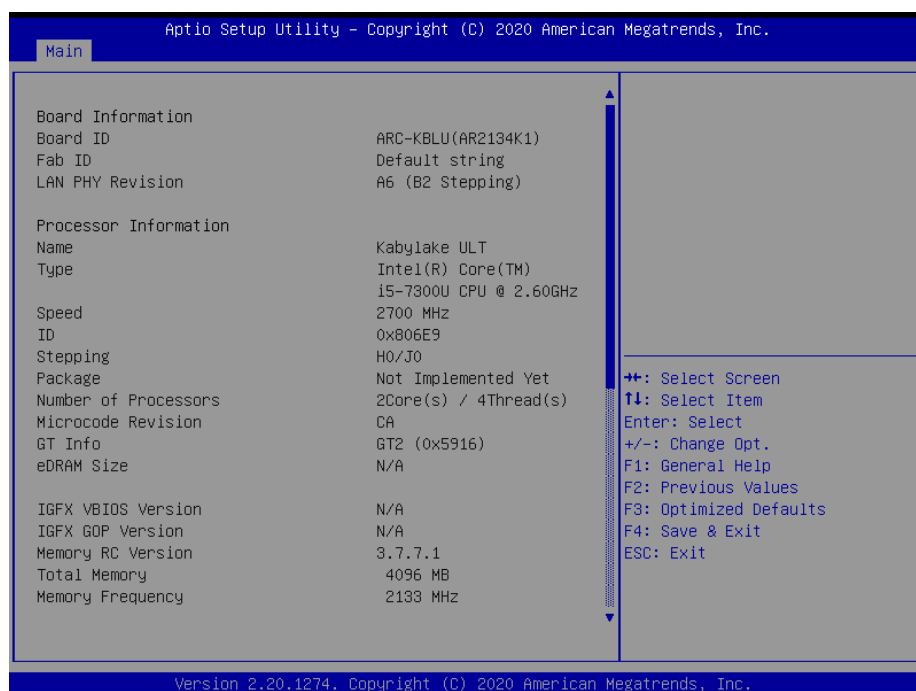 Aptio Setup Utility – Copyright (C) 2020 American Megatrends, Inc.
Main
Board Information
Board ID ARC-KBLU(AR2134K1)
Fab ID Default string
LAN PHY Revision A6 (B2 Stepping)
Processor Information
Name Kabylake ULT
Type Intel(R) Core(TM)
i5-7300U CPU @ 2.60GHz
Speed 2700 MHz
ID 0x806E9
Stepping H0/J0
Package Not Implemented Yet
Number of Processors 2Core(s) / 4Thread(s)
Microcode Revision CA
GT Info GT2 (0x5916)
eDRAM Size N/A
IGFX VBIOS Version N/A
IGFX GOP Version N/A
Memory RC Version 3.7.7.1
Total Memory 4096 MB
Memory Frequency 2133 MHz
→←: Select Screen
↑↓: Select Item
Enter: Select
+/-: Change Opt.
F1: General Help
F2: Previous Values
F3: Optimized Defaults
F4: Save & Exit
ESC: Exit
Version 2.20.1274. Copyright (C) 2020 American Megatrends, Inc.